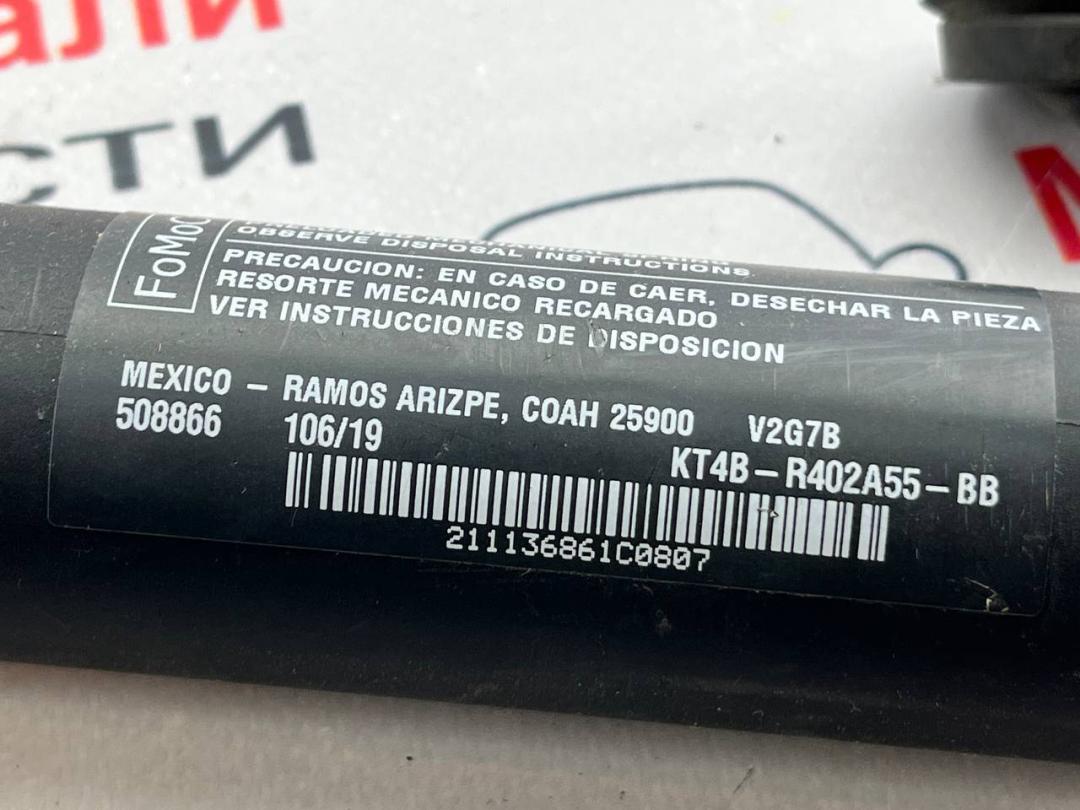 али
сти
FoMoC
OBSERVE DISPOSAL INSTRUCTIONS.
PRECAUCION: EN CASO DE CAER, DESECHAR LA PIEZA
RESORTE MECANICO RECARGADO
VER INSTRUCCIONES DE DISPOSICION
MEXICO – RAMOS ARIZPE, COAH 25900 V2G7B
508866 106/19 KT4B – R402A55 – BB
211136861C0807